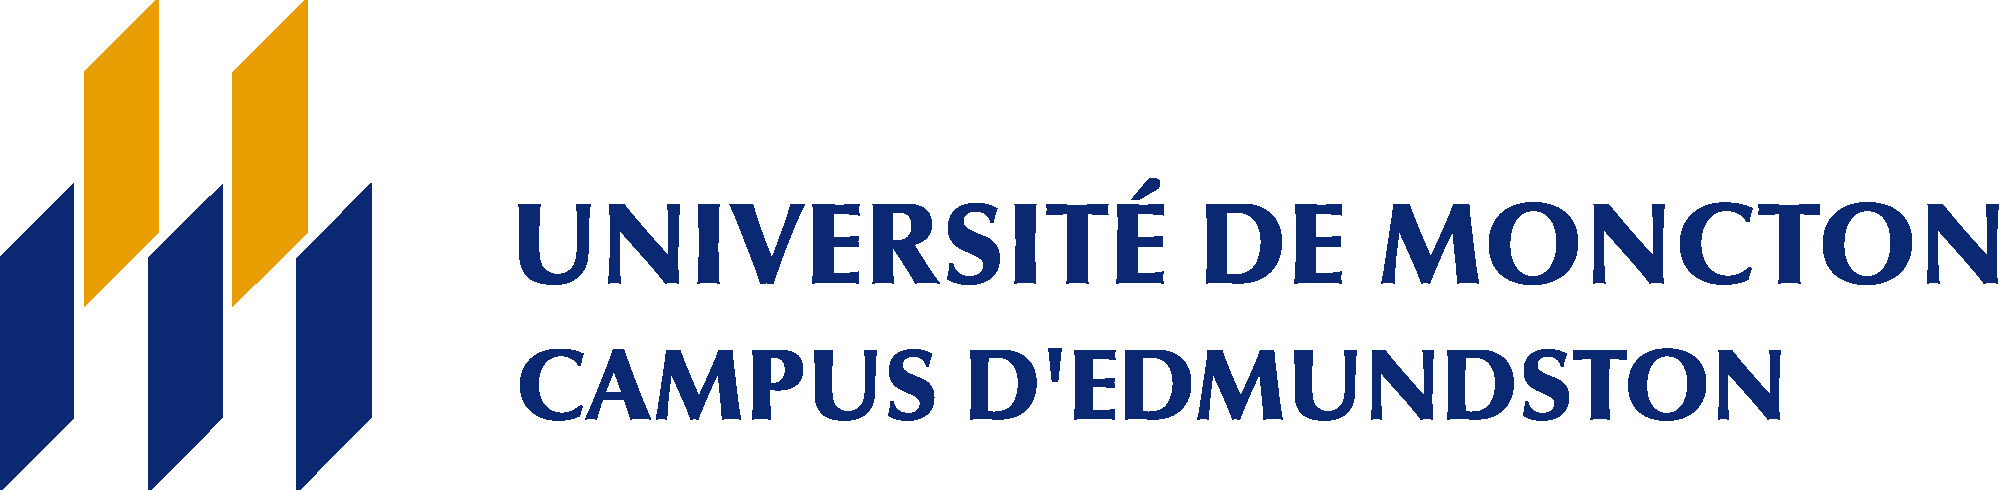 UNIVERSITÉ DE MONCTON
CAMPUS D'EDMUNDSTON